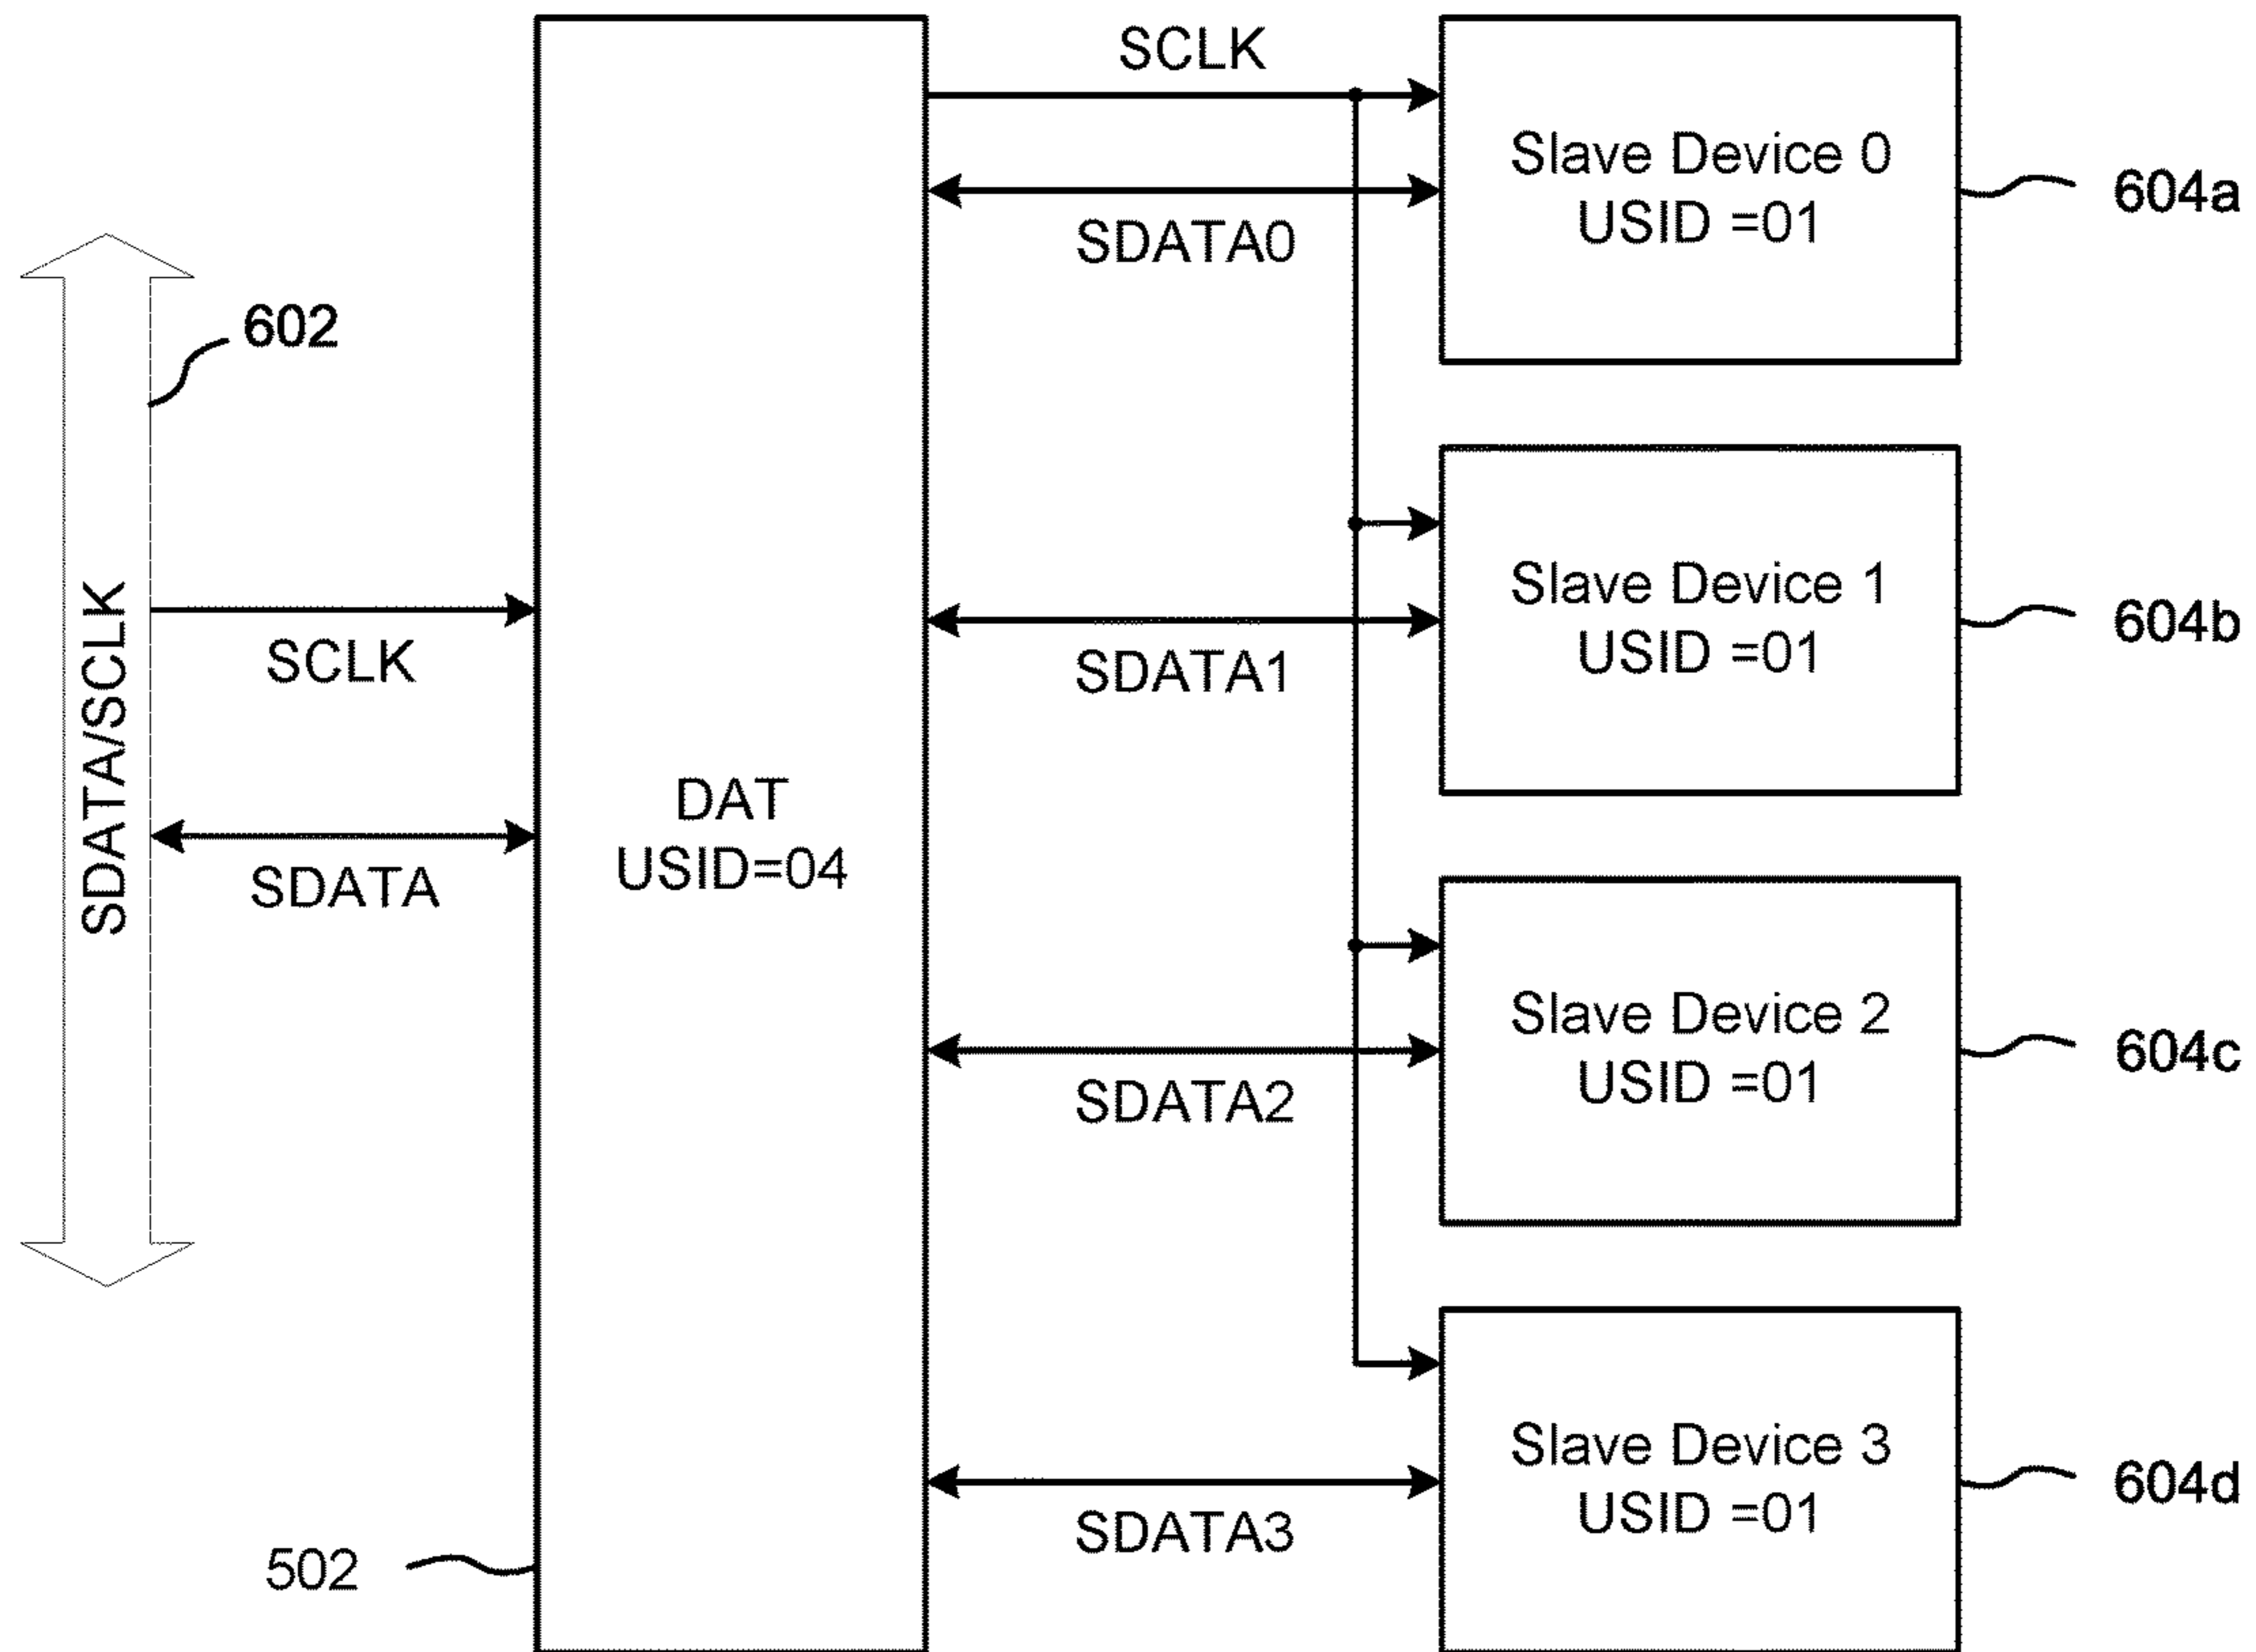 SCLK
Slave Device 0
USID =01
604a
SDATA0
602
Slave Device 1
USID =01
604b
SDATA/SCLK
SCLK
SDATA1
DAT
USID=04
SDATA
Slave Device 2
USID =01
604c
SDATA2
Slave Device 3
USID =01
604d
SDATA3
502